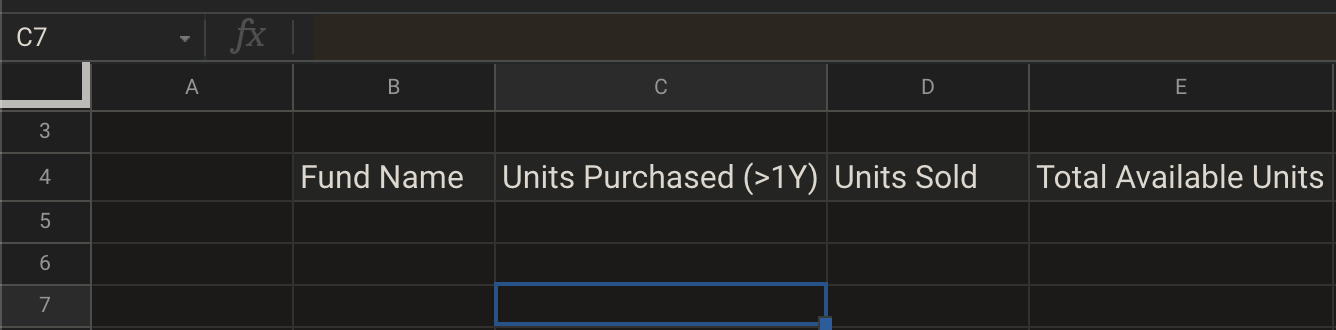 C7 fx
A B C D E
3
4 Fund Name Units Purchased (>1Y) Units Sold Total Available Units
5
6
7